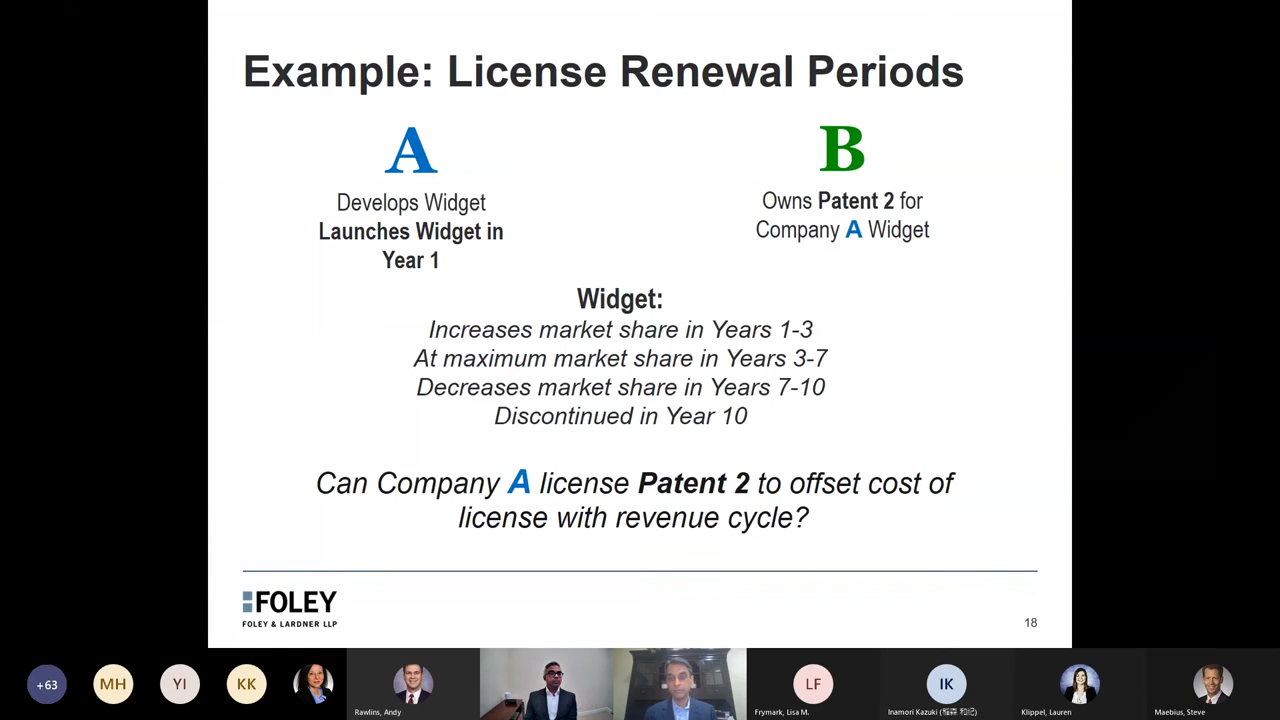 Example: License Renewal Periods
A
B
Develops Widget
Launches Widget in
Year 1
Owns Patent 2 for
Company A Widget
Widget:
Increases market share in Years 1-3
At maximum market share in Years 3-7
Decreases market share in Years 7-10
Discontinued in Year 10
Can Company A license Patent 2 to offset cost of
license with revenue cycle?
FOLEY
FOLEY & LARDNER LLP
18
+63
MH
YI
KK
Rawlins, Andy
LF
Frymark, Lisa M.
IK
Inamori Kazuki
Klippel, Lauren
Maebius, Steve